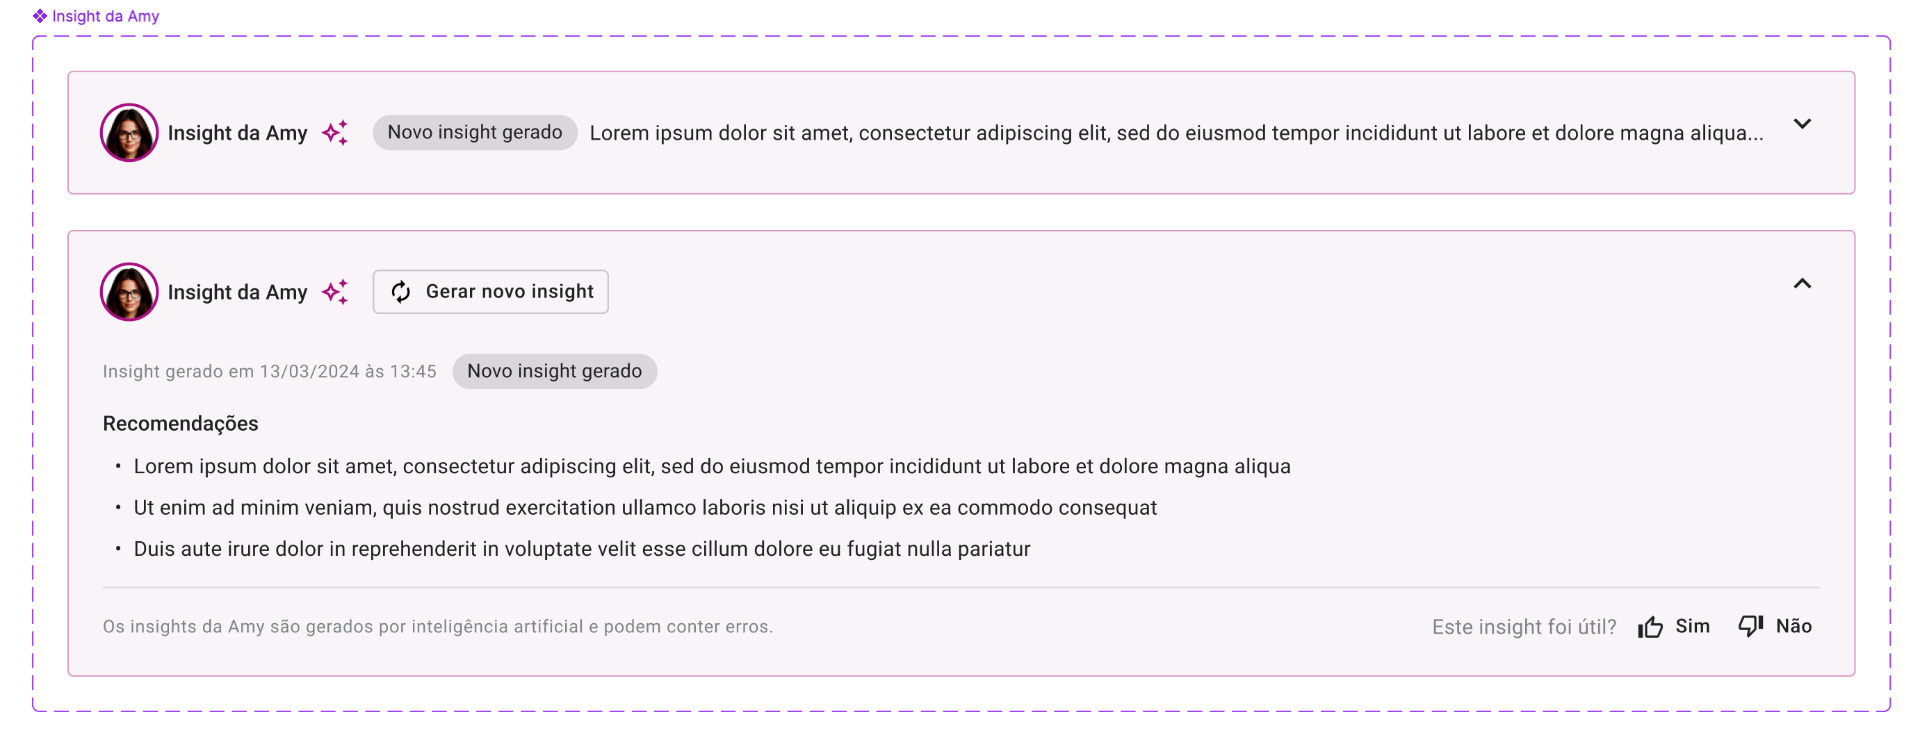 Insight da Amy
Insight da Amy Novo insight gerado Lorem ipsum dolor sit amet, consectetur adipiscing elit, sed do eiusmod tempor incididunt ut labore et dolore magna aliqua...
Insight da Amy Gerar novo insight
Insight gerado em 13/03/2024 às 13:45 Novo insight gerado
Recomendações
• Lorem ipsum dolor sit amet, consectetur adipiscing elit, sed do eiusmod tempor incididunt ut labore et dolore magna aliqua
• Ut enim ad minim veniam, quis nostrud exercitation ullamco laboris nisi ut aliquip ex ea commodo consequat
• Duis aute irure dolor in reprehenderit in voluptate velit esse cillum dolore eu fugiat nulla pariatur
Os insights da Amy são gerados por inteligência artificial e podem conter erros. Este insight foi útil? Sim Não